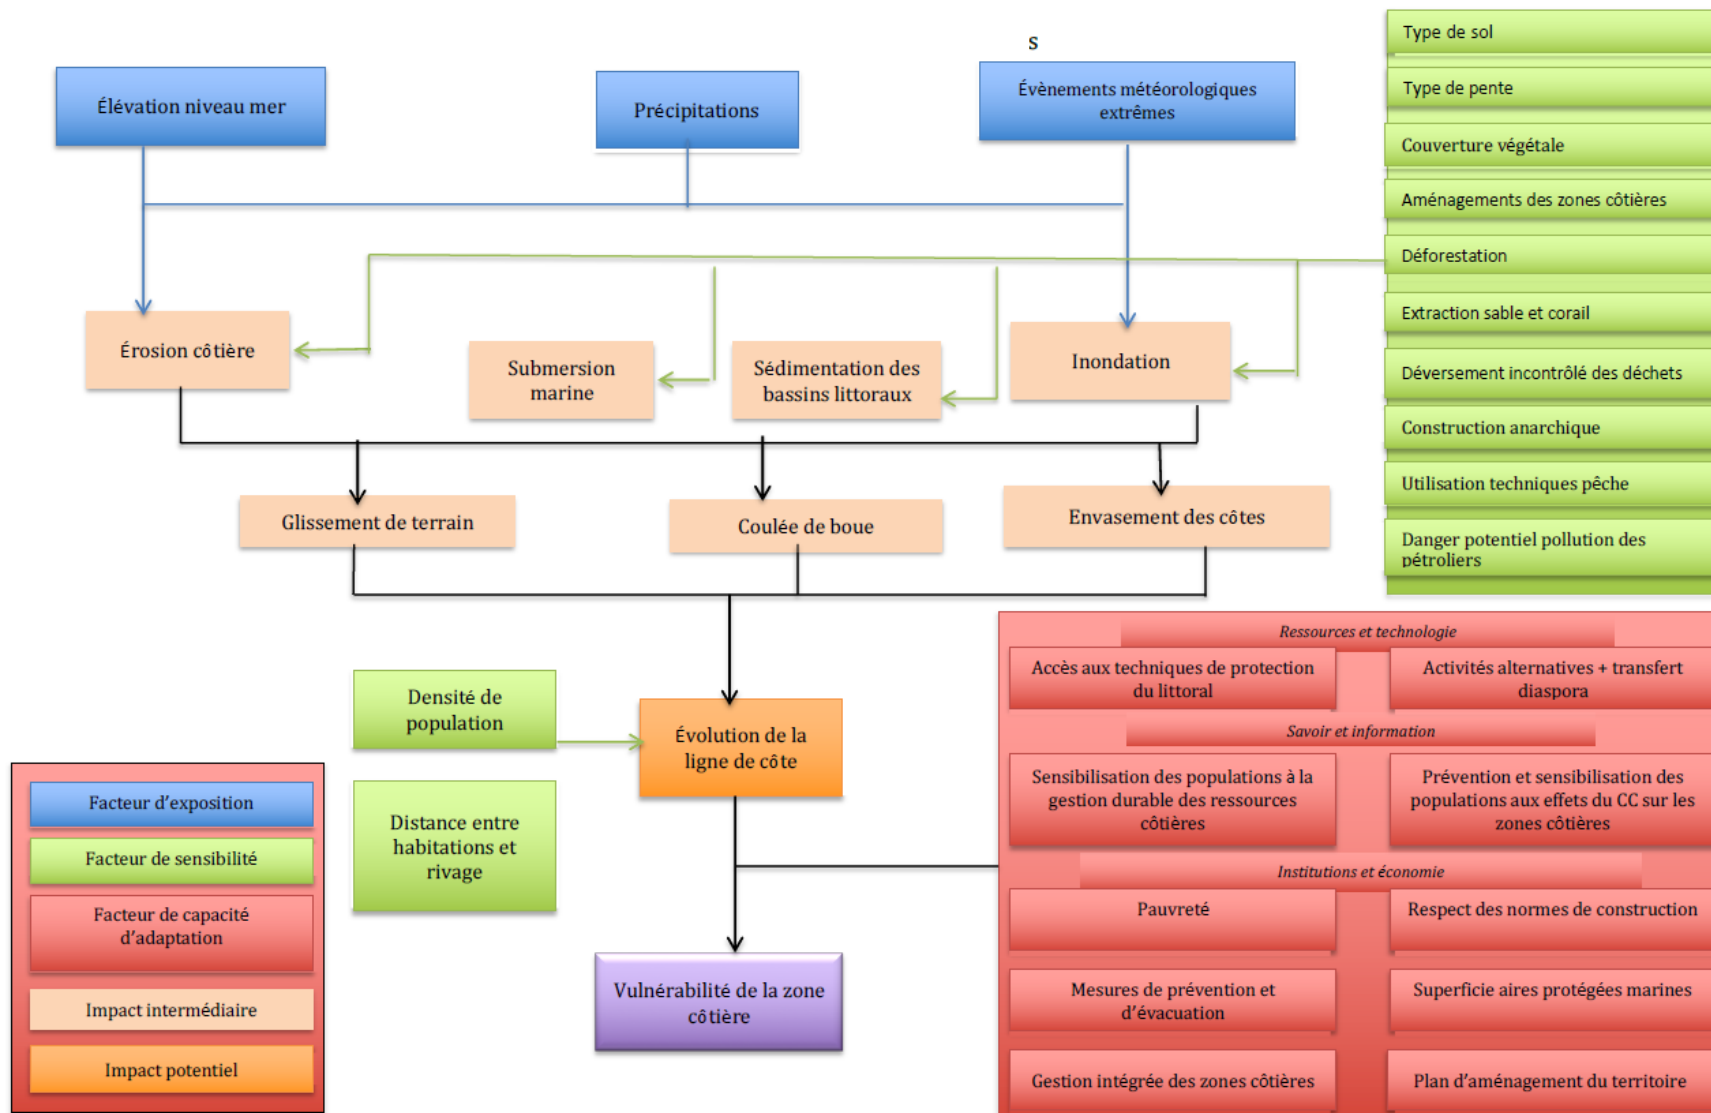 s
Élévation niveau mer
Précipitations
Évènements météorologiques
extrêmes
Type de sol
Type de pente
Couverture végétale
Aménagements des zones côtières
Déforestation
Extraction sable et corail
Déversement incontrôlé des déchets
Construction anarchique
Utilisation techniques pêche
Danger potentiel pollution des
pétroliers
Érosion côtière
Submersion
marine
Sédimentation des
bassins littoraux
Inondation
Glissement de terrain
Coulée de boue
Envasement des côtes
Densité de
population
Évolution de la
ligne de côte
Distance entre
habitations et
rivage
Vulnérabilité de la zone
côtière
Ressources et technologie
Accès aux techniques de protection
du littoral
Activités alternatives + transfert
diaspora
Savoir et information
Sensibilisation des populations à la
gestion durable des ressources
côtières
Prévention et sensibilisation des
populations aux effets du CC sur les
zones côtières
Institutions et économie
Pauvreté
Respect des normes de construction
Mesures de prévention et
d'évacuation
Superficie aires protégées marines
Gestion intégrée des zones côtières
Plan d'aménagement du territoire
Facteur d'exposition
Facteur de sensibilité
Facteur de capacité
d'adaptation
Impact intermédiaire
Impact potentiel